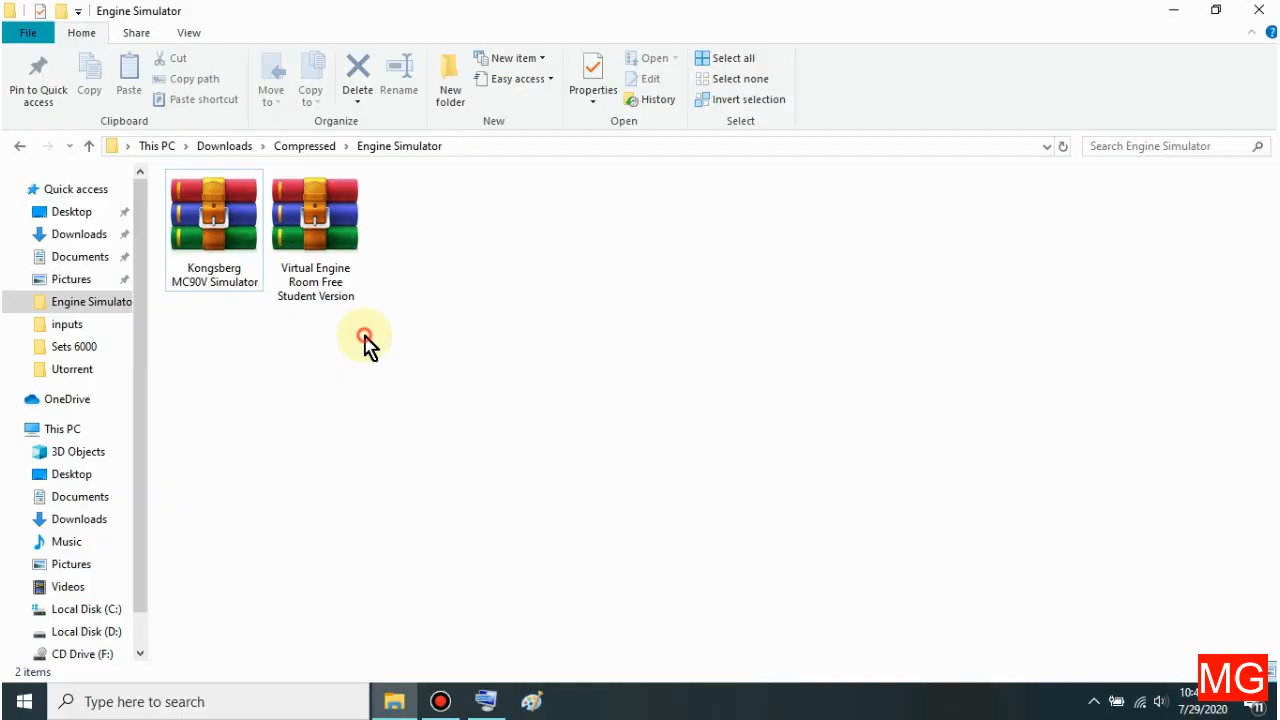 Engine Simulator
File
Home
Share
View
Pin to Quick access
Copy
Paste
Cut
Copy path
Paste shortcut
Clipboard
Move to
Copy to
Delete
Rename
Organize
New folder
New item
Easy access
New
Properties
Open
Edit
History
Open
Select all
Select none
Invert selection
Select
This PC
Downloads
Compressed
Engine Simulator
Search Engine Simulator
Quick access
Desktop
Downloads
Documents
Pictures
Engine Simulato
inputs
Sets 6000
Utorrent
OneDrive
This PC
3D Objects
Desktop
Documents
Downloads
Music
Pictures
Videos
Local Disk (C:)
Local Disk (D:)
CD Drive (F:)
Kongsberg
MC90V Simulator
Virtual Engine
Room Free
Student Version
2 items
Type here to search
7/29/2020
11
MG